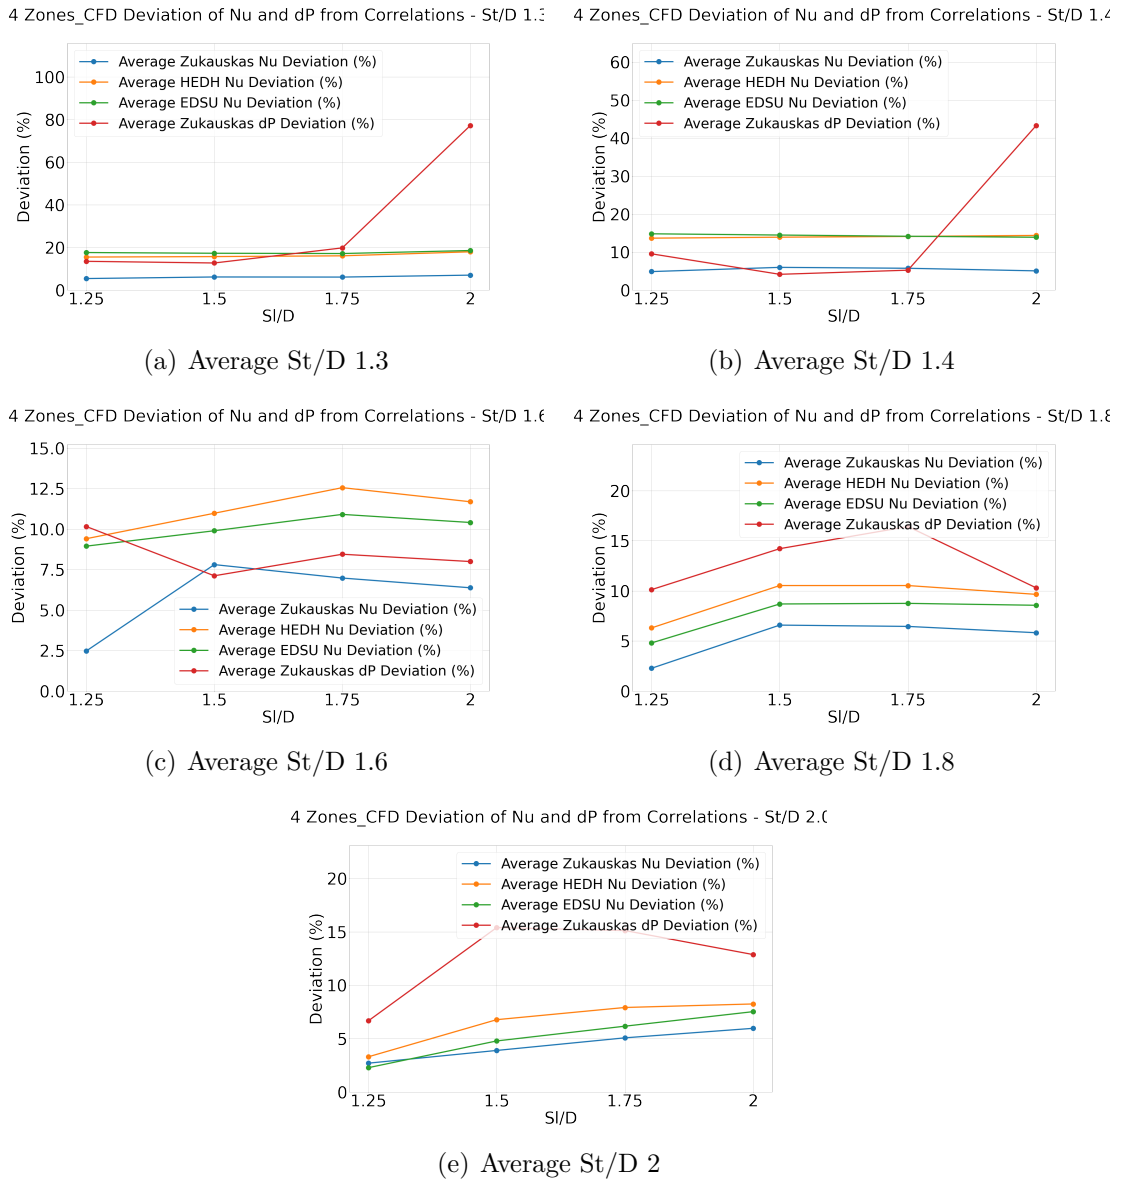 4 Zones_CFD Deviation of Nu and dP from Correlations - St/D 1.3
Average Zukauskas Nu Deviation (%)
Average HEDH Nu Deviation (%)
Average EDSU Nu Deviation (%)
Average Zukauskas dP Deviation (%)
Deviation (%)
100
80
60
40
20
0
1.25 1.5 1.75 2
Sl/D
(a) Average St/D 1.3
4 Zones_CFD Deviation of Nu and dP from Correlations - St/D 1.4
Average Zukauskas Nu Deviation (%)
Average HEDH Nu Deviation (%)
Average EDSU Nu Deviation (%)
Average Zukauskas dP Deviation (%)
Deviation (%)
60
50
40
30
20
10
0
1.25 1.5 1.75 2
Sl/D
(b) Average St/D 1.4
4 Zones_CFD Deviation of Nu and dP from Correlations - St/D 1.6
Deviation (%)
15.0
12.5
10.0
7.5
5.0
2.5
0.0
Average Zukauskas Nu Deviation (%)
Average HEDH Nu Deviation (%)
Average EDSU Nu Deviation (%)
Average Zukauskas dP Deviation (%)
1.25 1.5 1.75 2
Sl/D
(c) Average St/D 1.6
4 Zones_CFD Deviation of Nu and dP from Correlations - St/D 1.8
Average Zukauskas Nu Deviation (%)
Average HEDH Nu Deviation (%)
Average EDSU Nu Deviation (%)
Average Zukauskas dP Deviation (%)
Deviation (%)
20
15
10
5
0
1.25 1.5 1.75 2
Sl/D
(d) Average St/D 1.8
4 Zones_CFD Deviation of Nu and dP from Correlations - St/D 2.0
Average Zukauskas Nu Deviation (%)
Average HEDH Nu Deviation (%)
Average EDSU Nu Deviation (%)
Average Zukauskas dP Deviation (%)
Deviation (%)
20
15
10
5
0
1.25 1.5 1.75 2
Sl/D
(e) Average St/D 2